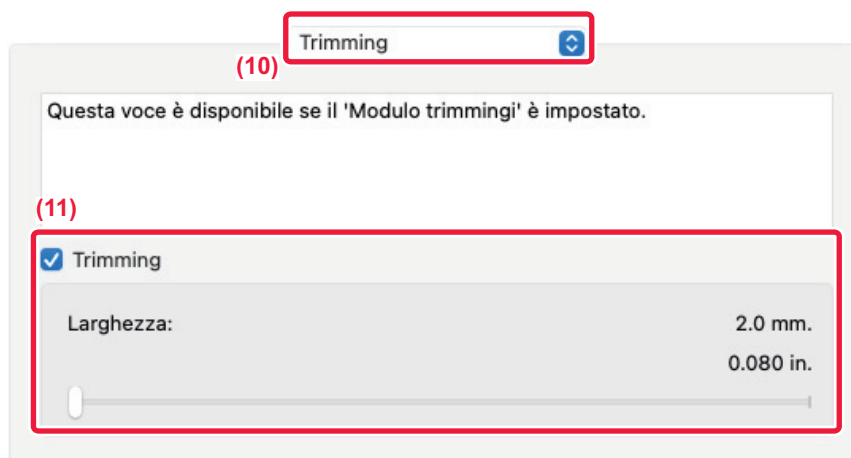 Trimming
(10)
Questa voce è disponibile se il 'Modulo trimmingi' è impostato.
(11)
Trimming
Larghezza: 2.0 mm.
0.080 in.